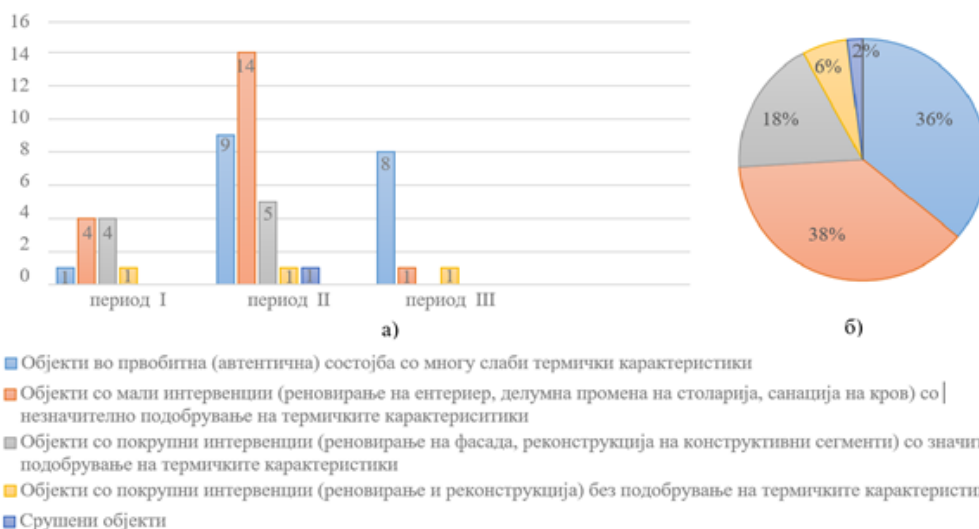 16
14
12
10
8
6
4
2
0
1 4 4 1
9 14 5 1 1
8 1 1
период I период II период III
а)
36%
38%
18%
6%
2%
б)
Објекти во првобитна (автентична) состојба со многу слаби термички карактеристики
Објекти со мали интервенции (реновирање на ентериер, делумна промена на столарија, санација на кров) со
незначително подобрување на термичките карактериситики
Објекти со покрупни интервенции (реновирање на фасада, реконструкција на конструктивни сегменти) со значит
подобрување на термичките карактеристики
Објекти со покрупни интервенции (реновирање и реконструкција) без подобрување на термичките карактеристи
Срушени објекти